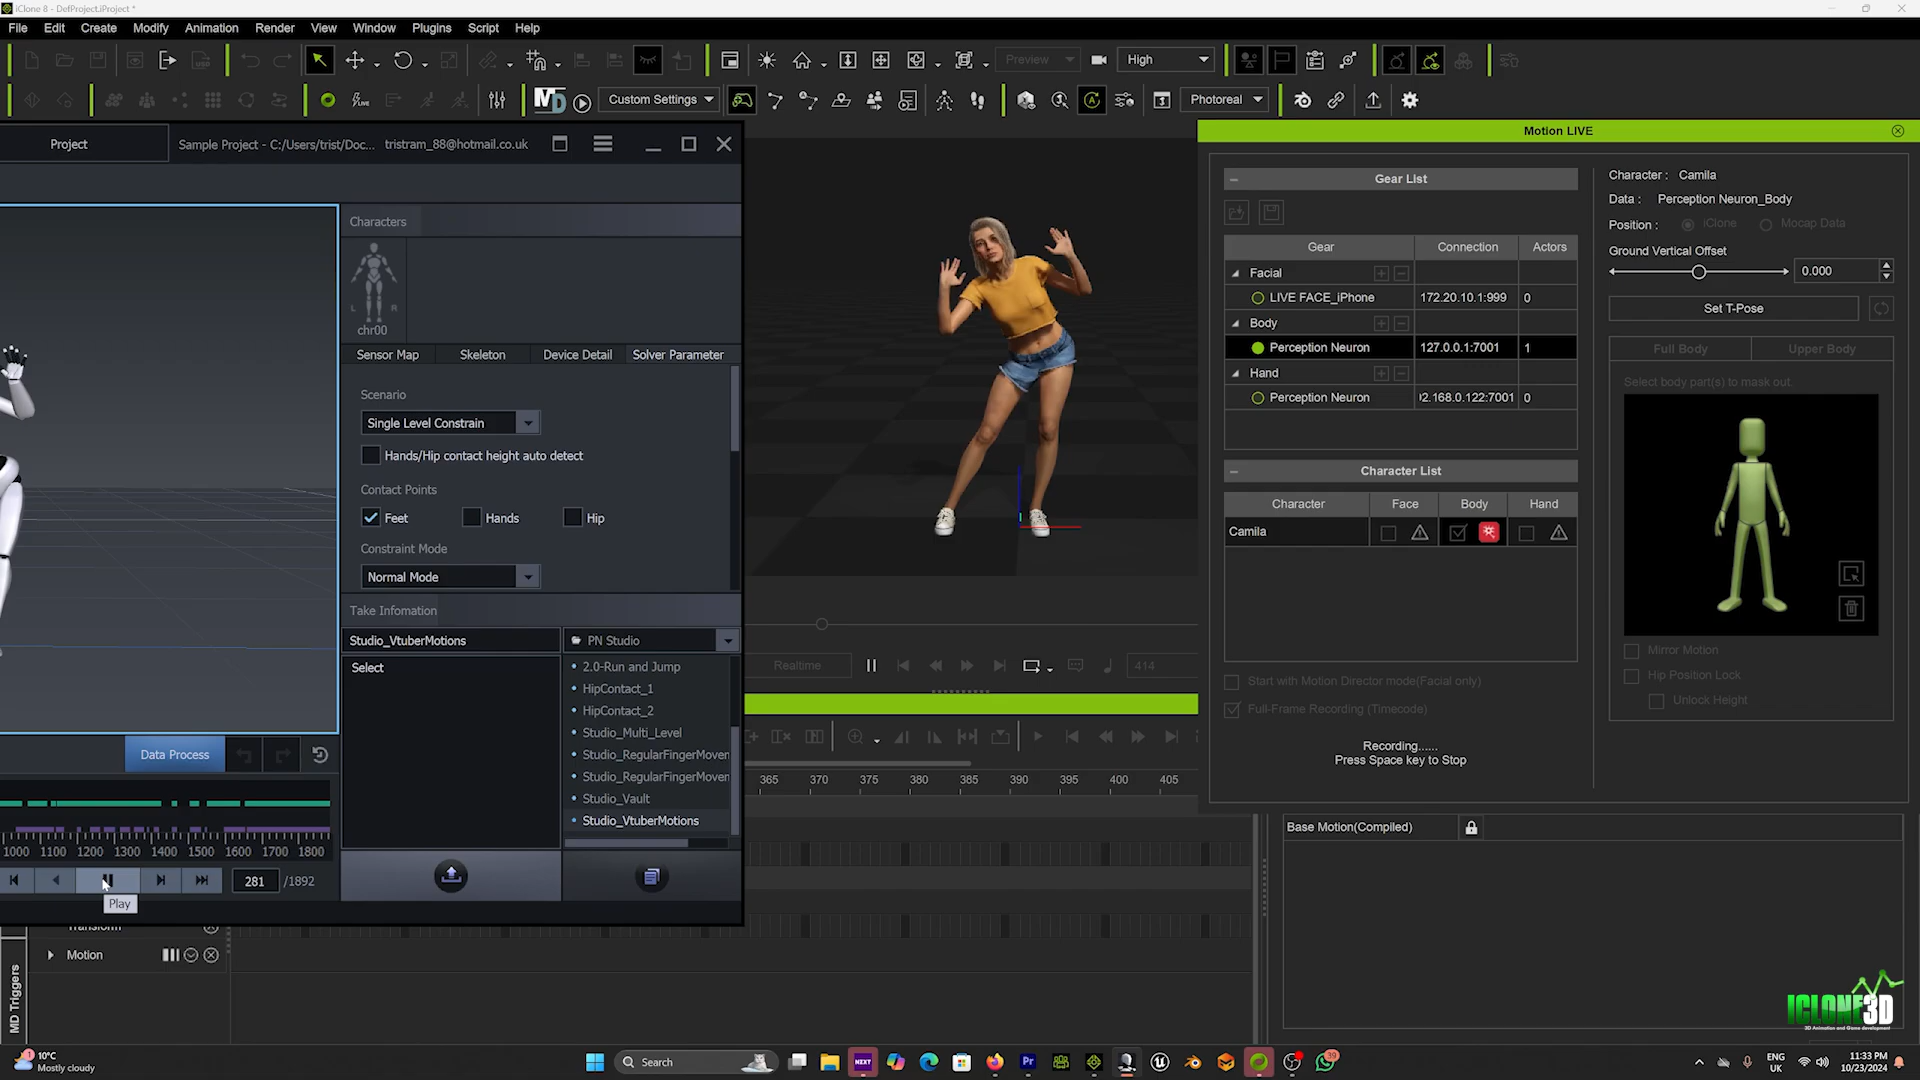 iClone 8 - DefProject.iProject *
File Edit Create Modify Animation Render View Window Plugins Script Help
Preview High
LIVE MD Custom Settings Photoreal
Project Sample Project - C:/Users/trist/Doc... tristram_88@hotmail.co.uk
Motion LIVE
Characters
chr00
Sensor Map Skeleton Device Detail Solver Parameter
Scenario
Single Level Constrain
Hands/Hip contact height auto detect
Contact Points
Feet Hands Hip
Constraint Mode
Normal Mode
Take Infomation
Studio_VtuberMotions PN Studio
Select
2.0-Run and Jump
HipContact_1
HipContact_2
Studio_Multi_Level
Studio_RegularFingerMoven
Studio_RegularFingerMoven
Studio_Vault
Studio_VtuberMotions
Data Process
1000 1100 1200 1300 1400 1500 1600 1700 1800
281 /1892
Play
Motion
MD Triggers
Realtime 414
365 370 375 380 385 390 395 400 405
Gear List
Gear Connection Actors
Facial
LIVE FACE_iPhone 172.20.10.1:999 0
Body
Perception Neuron 127.0.0.1:7001 1
Hand
Perception Neuron 2.168.0.122:7001 0
Character List
Character Face Body Hand
Camila
Start with Motion Director mode(Facial only)
Full-Frame Recording (Timecode)
Recording......
Press Space key to Stop
Character : Camila
Data : Perception Neuron_Body
Position : iClone Mocap Data
Ground Vertical Offset
0.000
Set T-Pose
Full Body Upper Body
Select body part(s) to mask out.
Mirror Motion
Hip Position Lock
Unlock Height
Base Motion(Compiled)
ICLONE3D
3D Animation and Game development
10°C
Mostly cloudy
Search
NEXT
Pr
39
ENG
UK
11:33 PM
10/23/2024